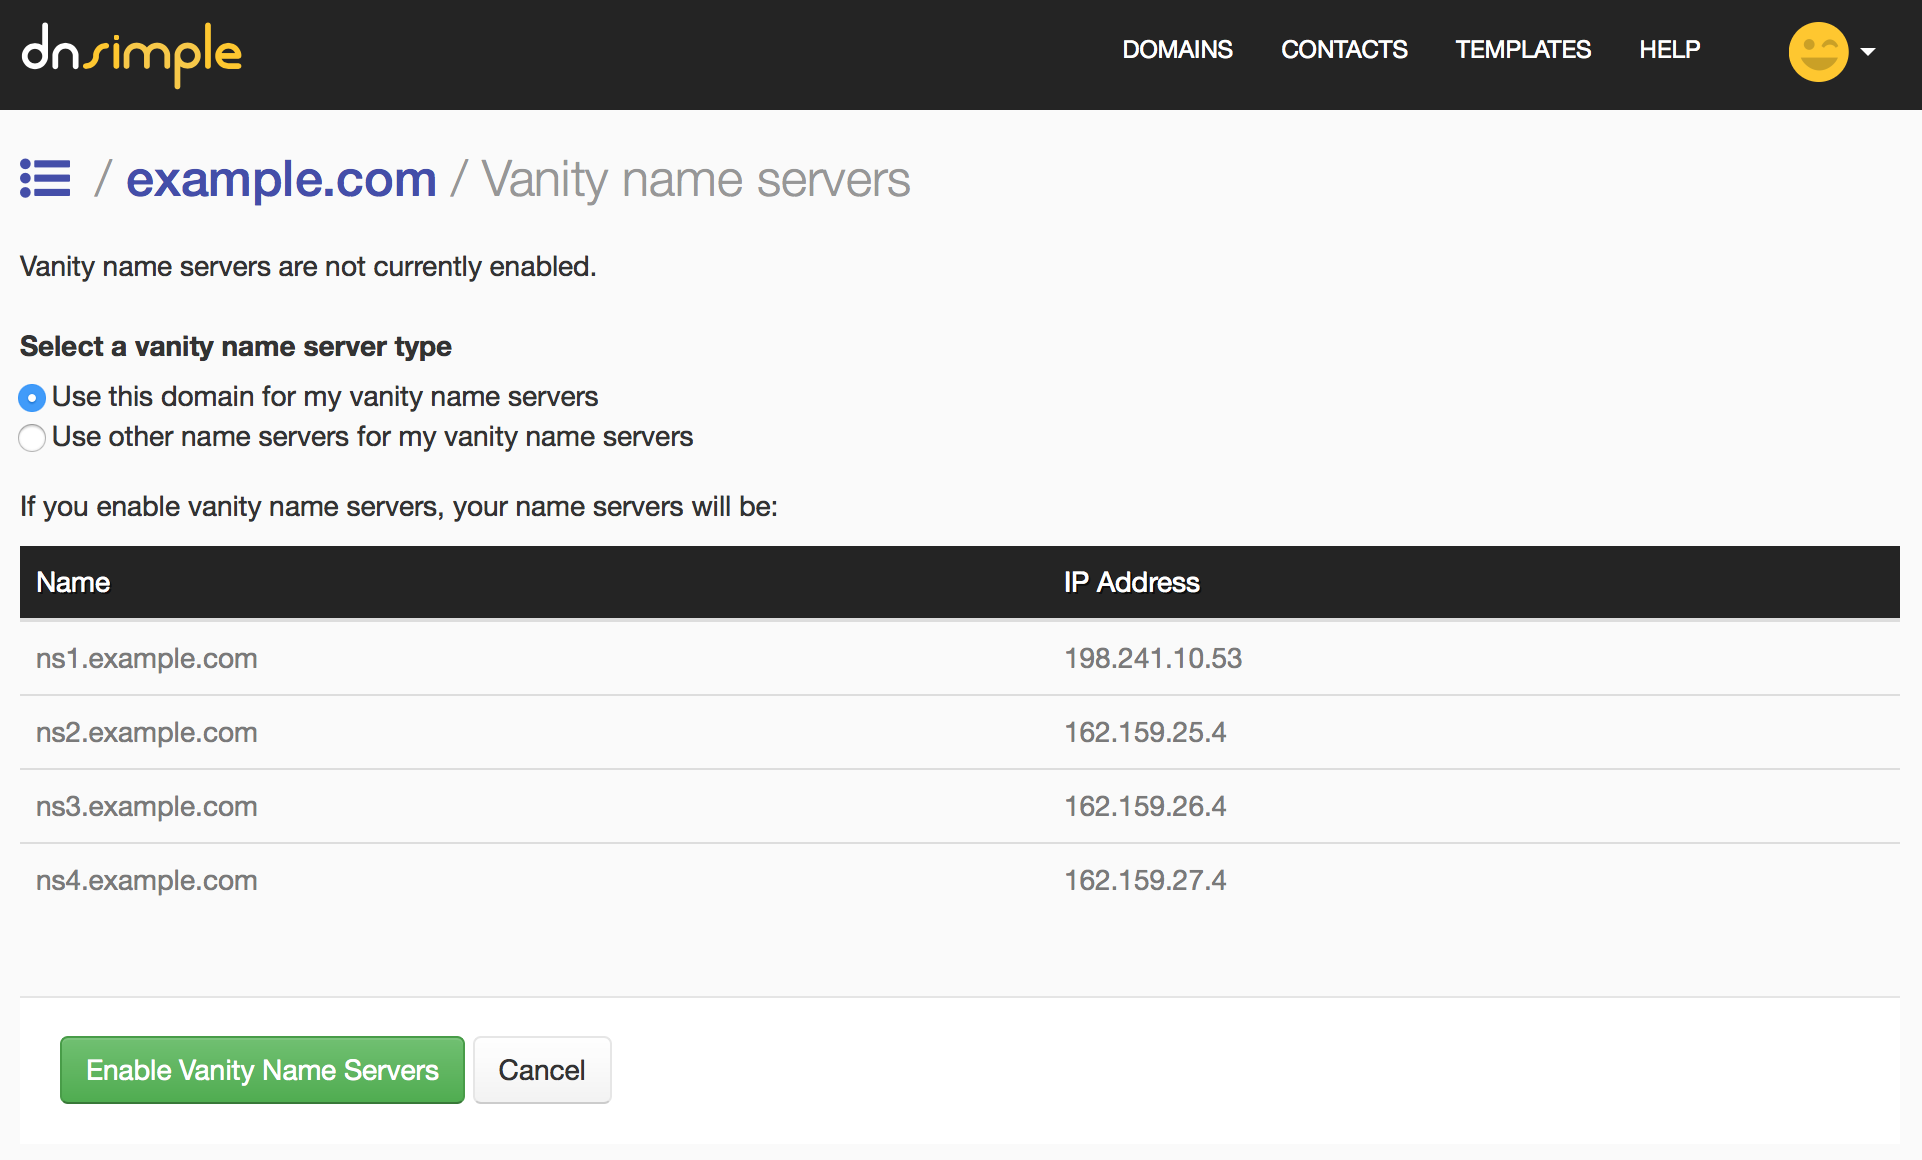 dnsimple DOMAINS CONTACTS TEMPLATES HELP
/ example.com / Vanity name servers
Vanity name servers are not currently enabled.
Select a vanity name server type
Use this domain for my vanity name servers
Use other name servers for my vanity name servers
If you enable vanity name servers, your name servers will be:
Name IP Address
ns1.example.com 198.241.10.53
ns2.example.com 162.159.25.4
ns3.example.com 162.159.26.4
ns4.example.com 162.159.27.4
Enable Vanity Name Servers Cancel